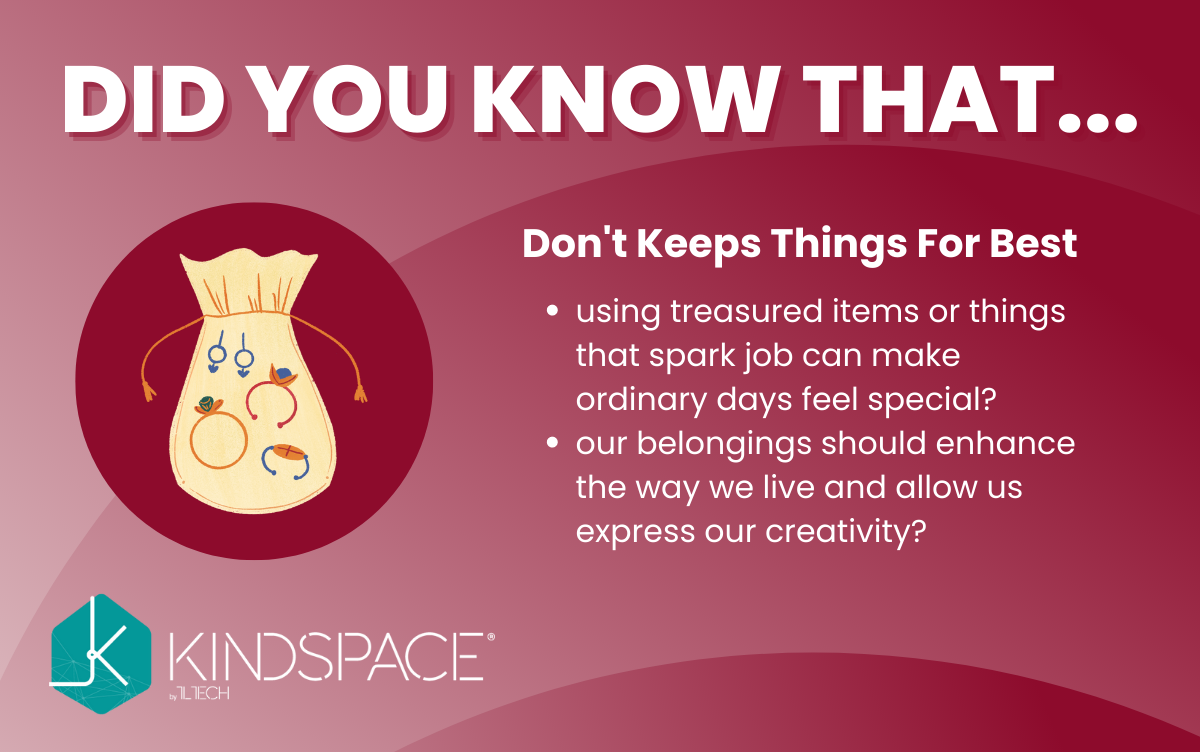 DID YOU KNOW THAT...
Don't Keeps Things For Best
• using treasured items or things
that spark job can make
ordinary days feel special?
• our belongings should enhance
the way we live and allow us
express our creativity?
KINDSPACE®
by 1L1TECH